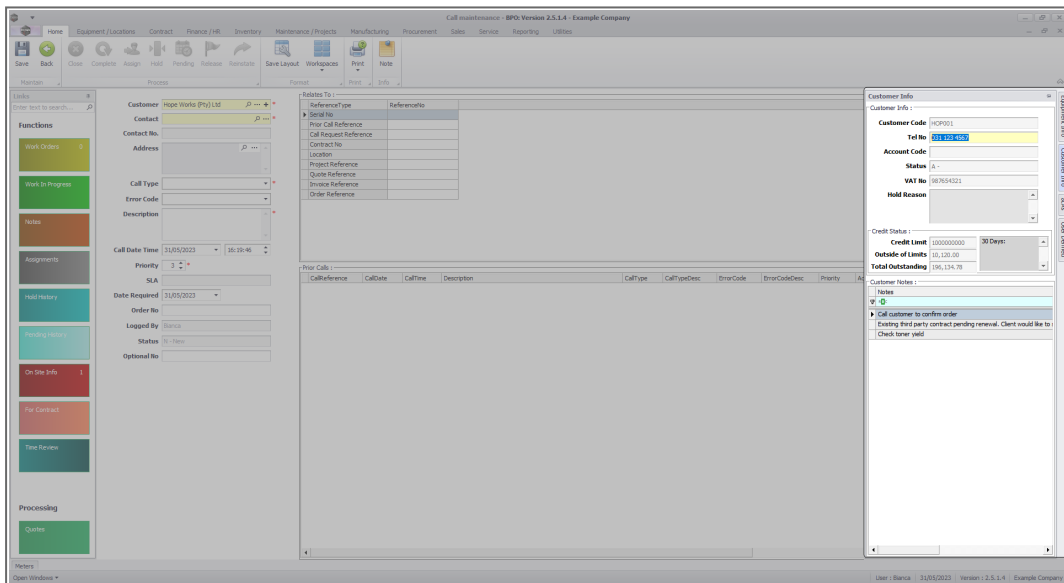 Call maintenance - BPO: Version 2.5.1.4 - Example Company
Home Equipment / Locations Contract Finance / HR Inventory Maintenance / Projects Manufacturing Procurement Sales Service Reporting Utilities
Save Back Close Complete Assign Hold Pending Release Reinstate Save Layout Workspaces Print Note
Maintain Process Format Print Info
Links
Enter text to search...
Functions
Work Orders 0
Work In Progress
Notes
Assignments
Hold History
Pending History
On Site Info 1
For Contract
Time Review
Processing
Quotes
Customer Hope Works (Pty) Ltd
Contact
Contact No.
Address
Call Type
Error Code
Description
Call Date Time 31/05/2023 16:19:46
Priority 3
SLA
Date Required 31/05/2023
Order No
Logged By Bianca
Status N - New
Optional No
Relates To :
ReferenceType ReferenceNo
Serial No
Prior Call Reference
Call Request Reference
Contract No
Location
Project Reference
Quote Reference
Invoice Reference
Order Reference
Prior Calls :
CallReference CallDate CallTime Description CallType CallTypeDesc ErrorCode ErrorCodeDesc Priority
Customer Info
Customer Info :
Customer Code HOP001
Tel No 031 123 4567
Account Code
Status A -
VAT No 987654321
Hold Reason
Credit Status :
Credit Limit 1000000000 30 Days:
Outside of Limits 10,120.00
Total Outstanding 196,134.78
Customer Notes :
Notes
Call customer to confirm order
Existing third party contract pending renewal. Client would like to
Check toner yield
Equipment Info
Customer Info
Meters
Open Windows
User : Bianca 31/05/2023 Version : 2.5.1.4 Example Company